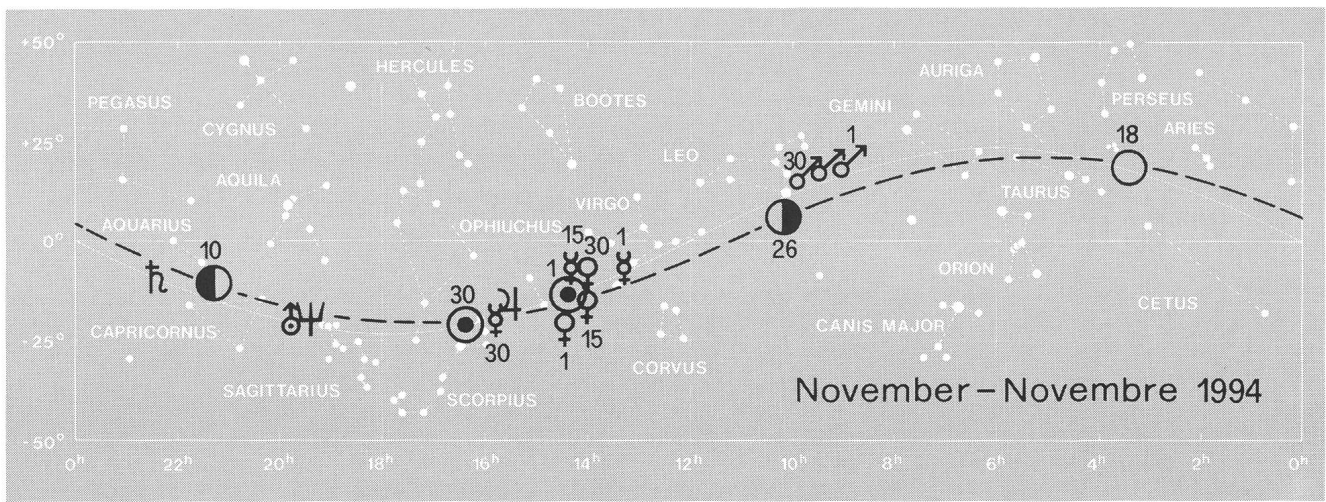 +50°
HERCULES
AURIGA
PEGASUS
BOOTES
GEMINI
PERSEUS
CYGNUS
+25°
1
18
ARIES
LEO
30
AQUILA
TAURUS
VIRGO
AQUARIUS
OPHIUCHUS
15
30
1
0°
10
1
26
ORION
30
CETUS
CAPRICORNUS
CANIS MAJOR
-25°
30
15
1
CORVUS
SAGITTARIUS
SCORPIUS
November–Novembre 1994
-50°
0h 22h 20h 18h 16h 14h 12h 10h 8h 6h 4h 2h 0h